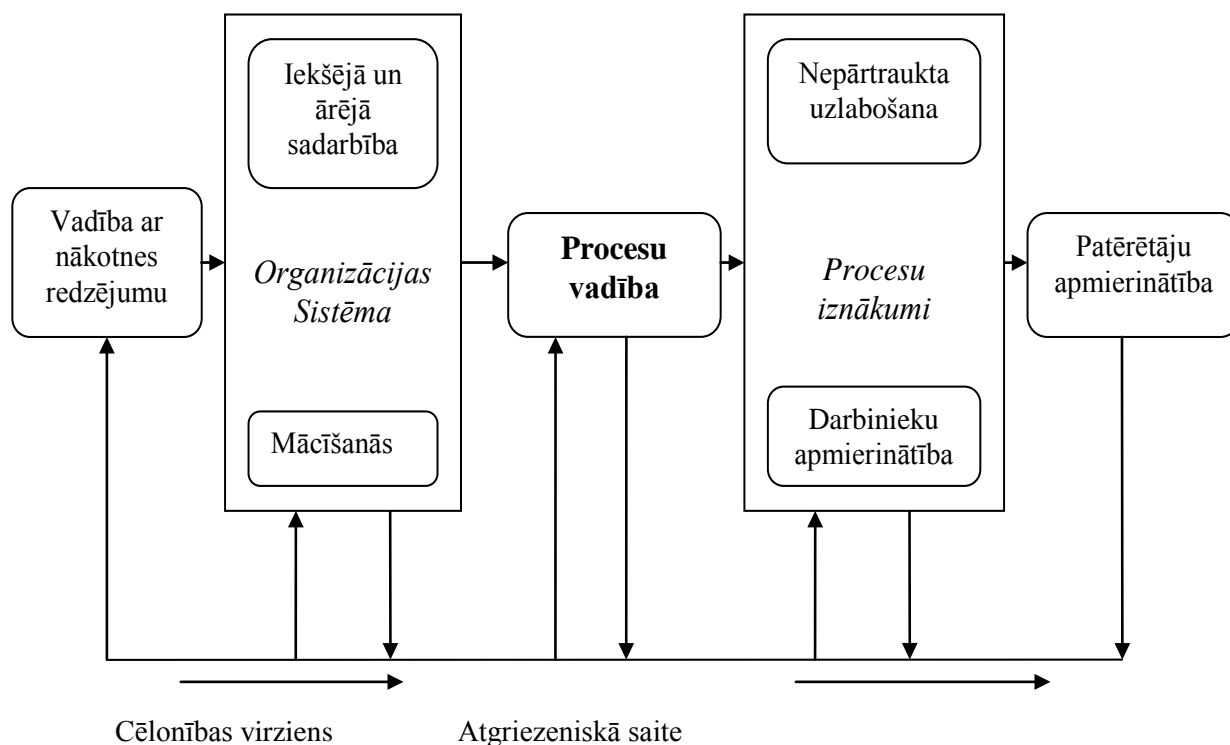 Vadība ar
nākotnes
redzējumu
Iekšējā un
ārējā
sadarbība
Organizācijas
Sistēma
Mācīšanās
Procesu
vadība
Nepārtraukta
uzlabošana
Procesu
iznākumi
Darbinieku
apmierinātība
Patērētāju
apmierinātība
Cēlonības virziens
Atgriezeniskā saite